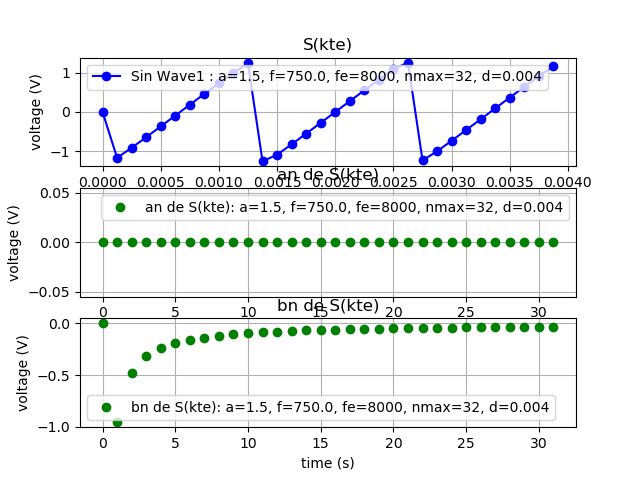 S(kte)
1
0
−1
voltage (V)
Sin Wave1 : a=1.5, f=750.0, fe=8000, nmax=32, d=0.004
0.0000 0.0005 0.0010 0.0015 0.0020 0.0025 0.0030 0.0035 0.0040
an de S(kte)
0.05
0.00
−0.05
voltage (V)
an de S(kte): a=1.5, f=750.0, fe=8000, nmax=32, d=0.004
0 5 10 15 20 25 30
bn de S(kte)
0.0
−0.5
−1.0
voltage (V)
bn de S(kte): a=1.5, f=750.0, fe=8000, nmax=32, d=0.004
0 5 10 15 20 25 30
time (s)